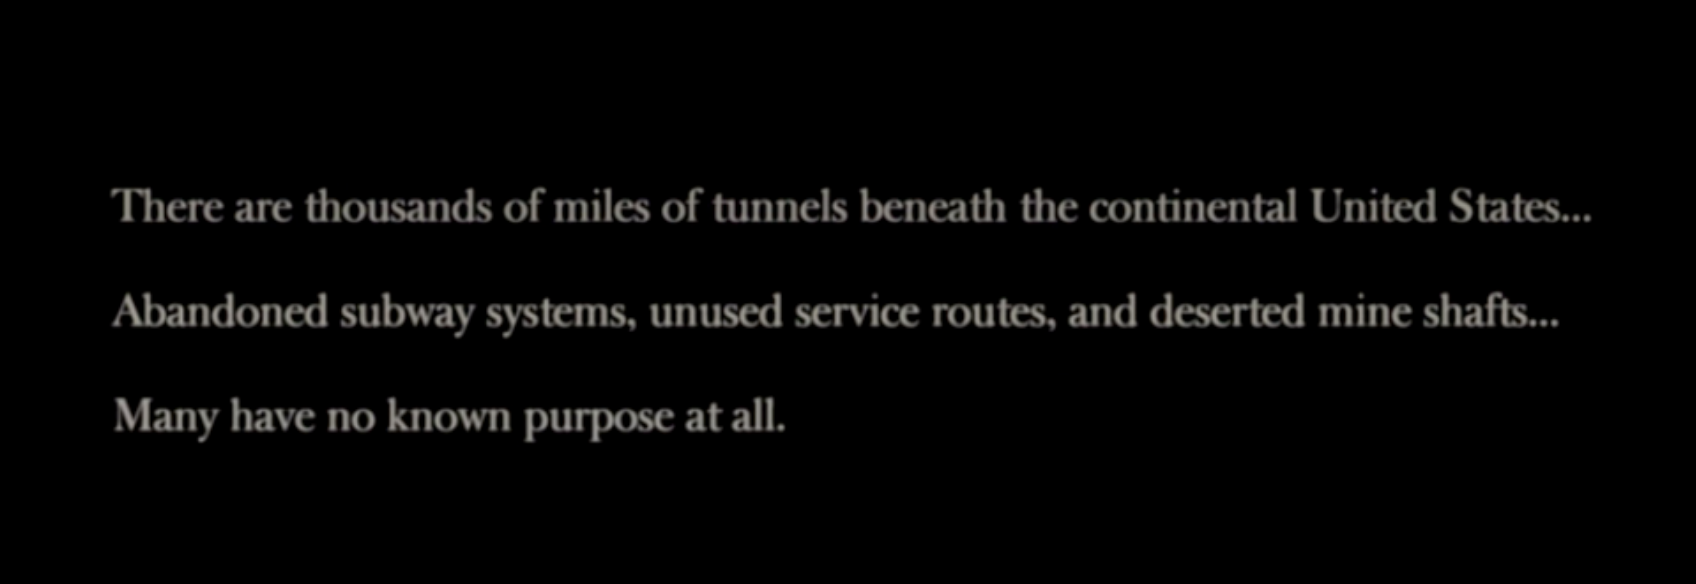 There are thousands of miles of tunnels beneath the continental United States...
Abandoned subway systems, unused service routes, and deserted mine shafts...
Many have no known purpose at all.